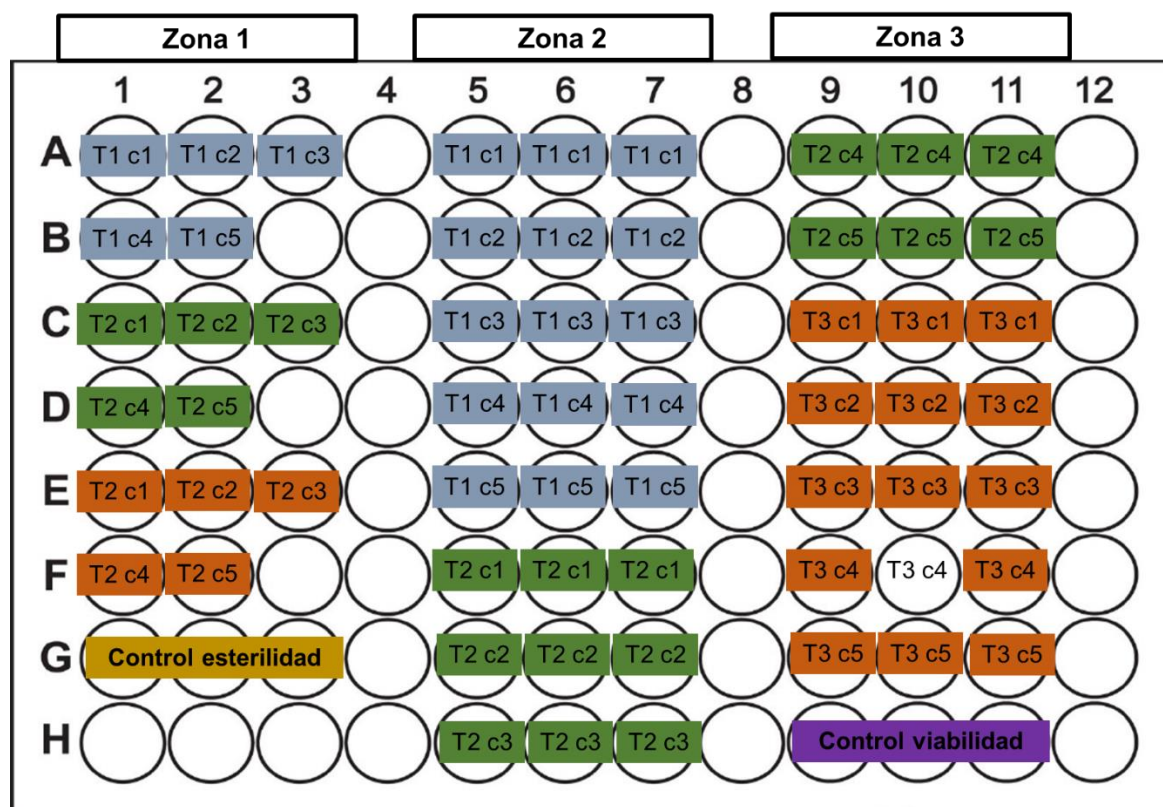 Zona 1 Zona 2 Zona 3
1 2 3 4 5 6 7 8 9 10 11 12
A T1 c1 T1 c2 T1 c3 T1 c1 T1 c1 T1 c1 T2 c4 T2 c4 T2 c4
B T1 c4 T1 c5 T1 c2 T1 c2 T1 c2 T2 c5 T2 c5 T2 c5
C T2 c1 T2 c2 T2 c3 T1 c3 T1 c3 T1 c3 T3 c1 T3 c1 T3 c1
D T2 c4 T2 c5 T1 c4 T1 c4 T1 c4 T3 c2 T3 c2 T3 c2
E T2 c1 T2 c2 T2 c3 T1 c5 T1 c5 T1 c5 T3 c3 T3 c3 T3 c3
F T2 c4 T2 c5 T2 c1 T2 c1 T2 c1 T3 c4 T3 c4 T3 c4
G Control esterilidad T2 c2 T2 c2 T2 c2 T3 c5 T3 c5 T3 c5
H T2 c3 T2 c3 T2 c3 Control viabilidad